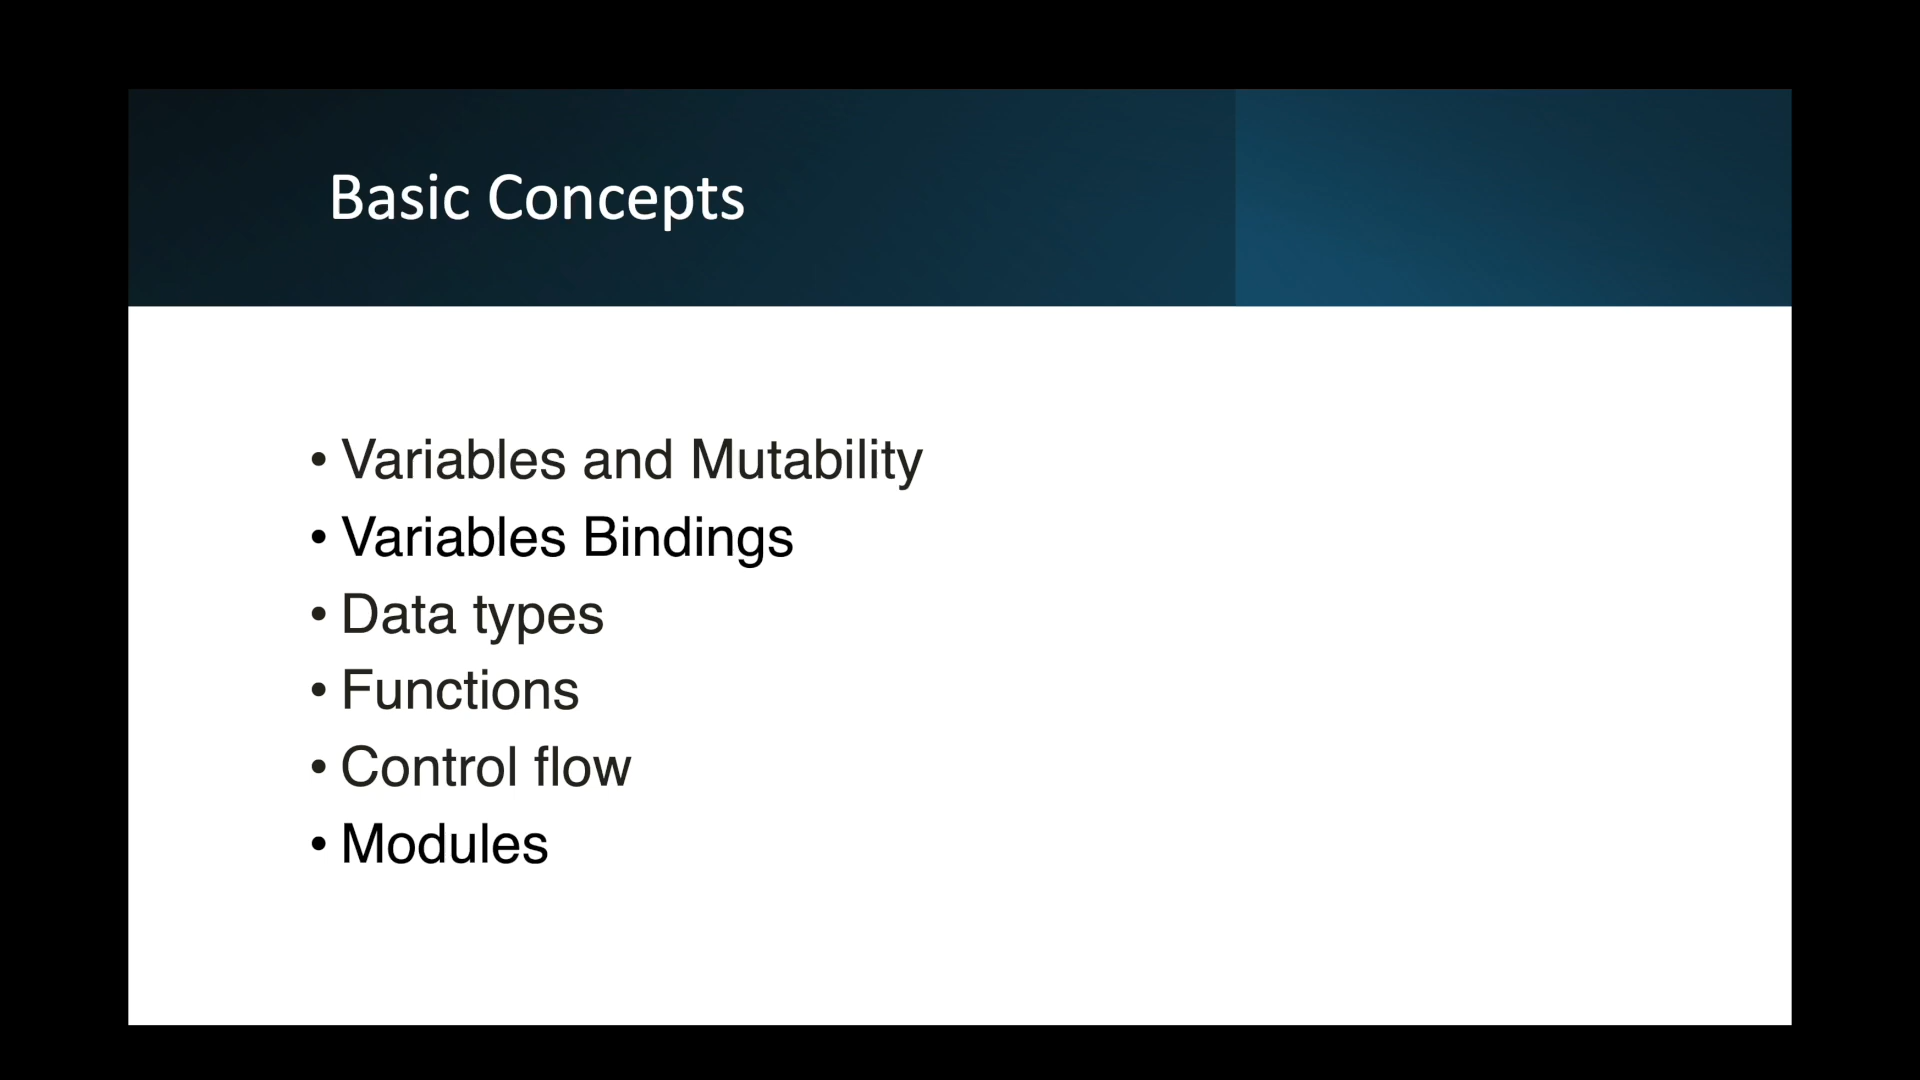 Basic Concepts
• Variables and Mutability
• Variables Bindings
• Data types
• Functions
• Control flow
• Modules